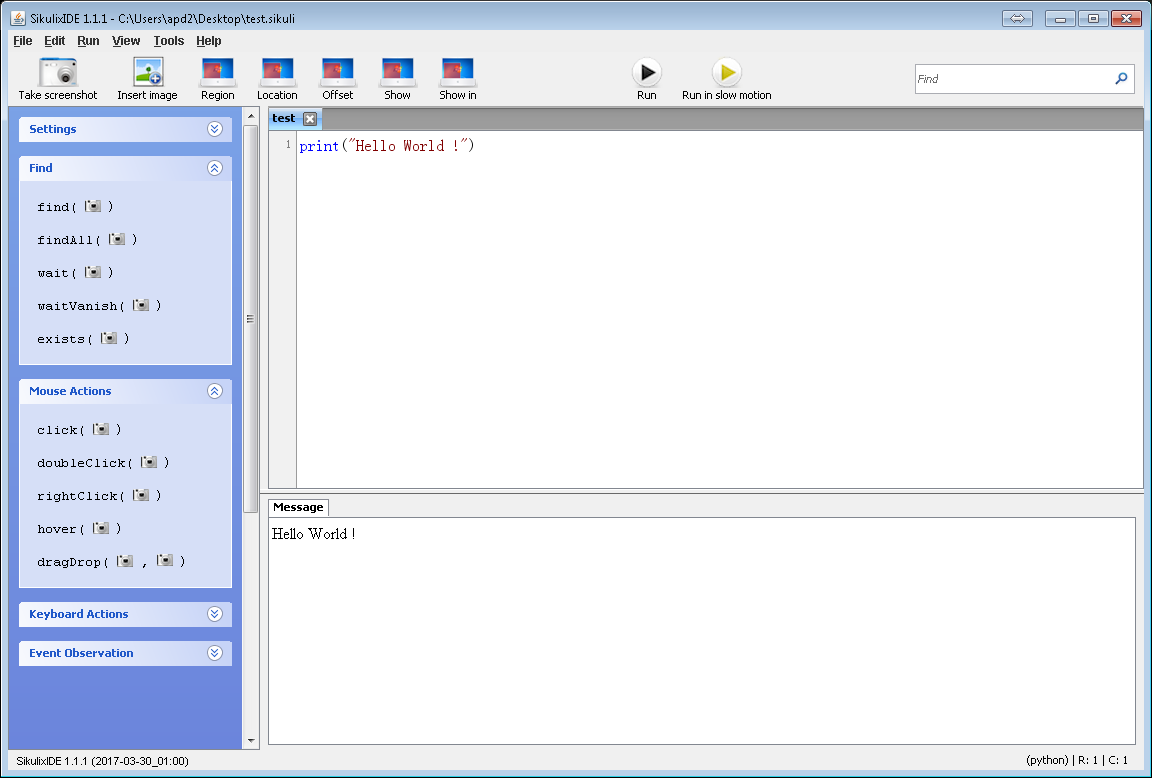 SikulixIDE 1.1.1 - C:\Users\apd2\Desktop\test.sikuli
File Edit Run View Tools Help
Take screenshot Insert image Region Location Offset Show Show in Run Run in slow motion Find
Settings
Find
find( )
findAll( )
wait( )
waitVanish( )
exists( )
Mouse Actions
click( )
doubleClick( )
rightClick( )
hover( )
dragDrop( , )
Keyboard Actions
Event Observation
test
1 print("Hello World !")
Message
Hello World !
SikulixIDE 1.1.1 (2017-03-30_01:00) (python) | R: 1 | C: 1